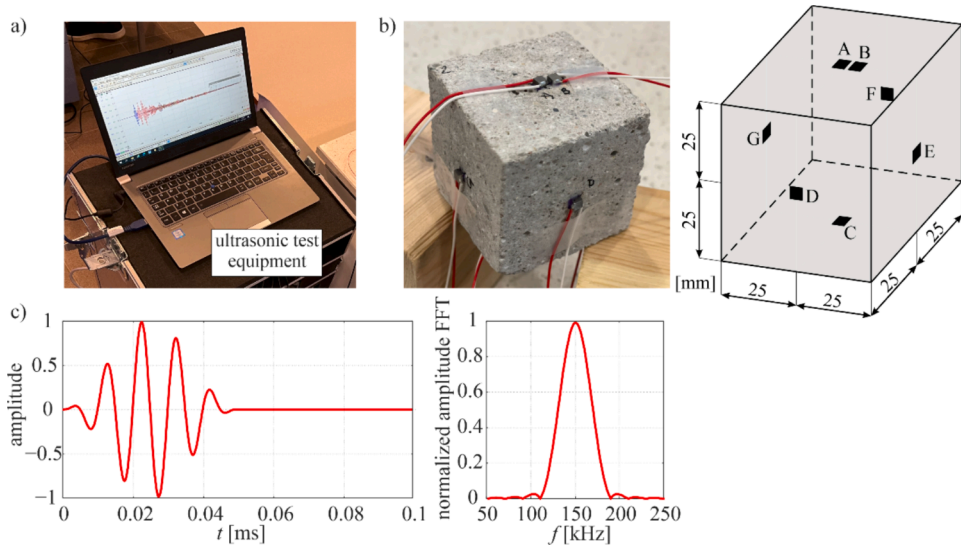 a)
ultrasonic test
equipment
b)
2
B
D
A B
F
G
E
D
C
25
25
[mm]
25
25
25
25
c)
amplitude
1
0.5
0
−0.5
−1
0
0.02
0.04
0.06
0.08
0.1
t [ms]
normalized amplitude FFT
1
0.8
0.6
0.4
0.2
0
50
100
150
200
250
f [kHz]